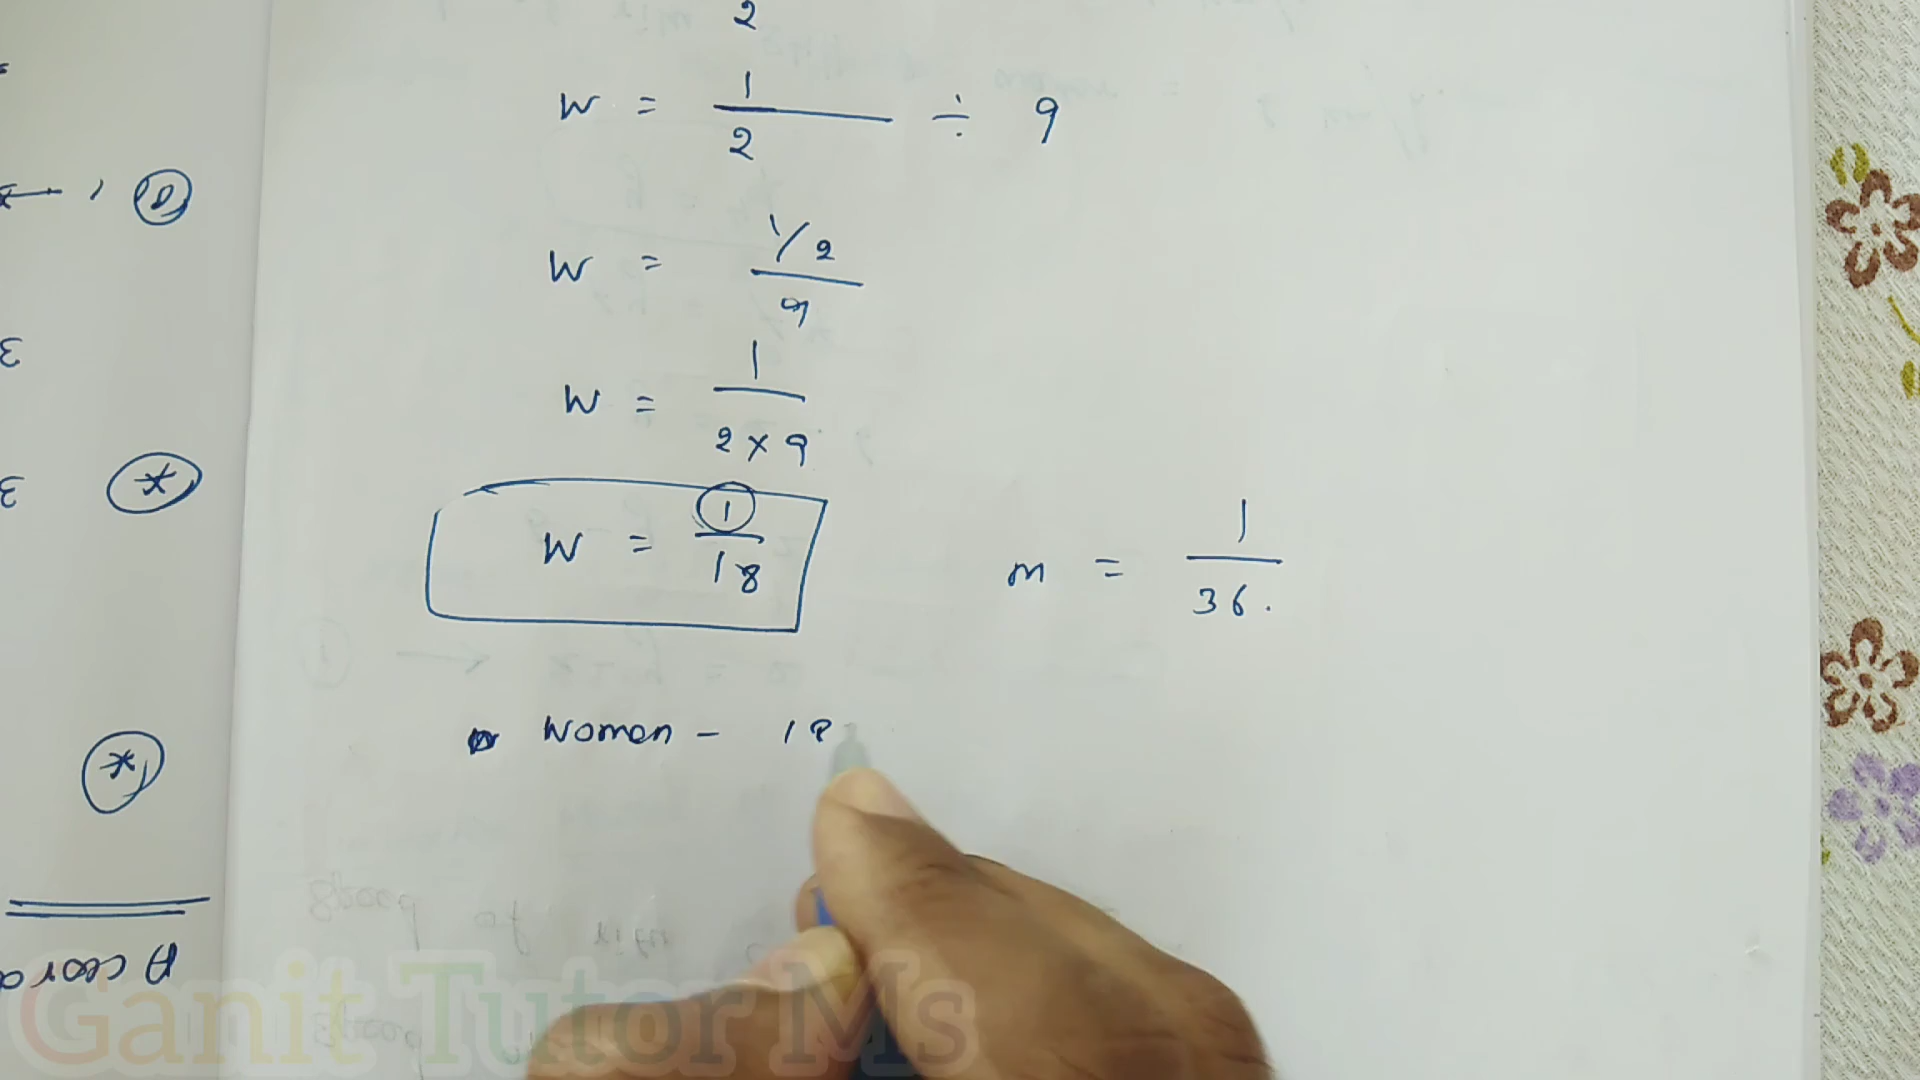 2
W = 1/2 ÷ 9
W = 1/2 / 9
W = 1 / 2 × 9
W = 1/18
m = 1/36.
Women - 18
Ganit Tutor Ms